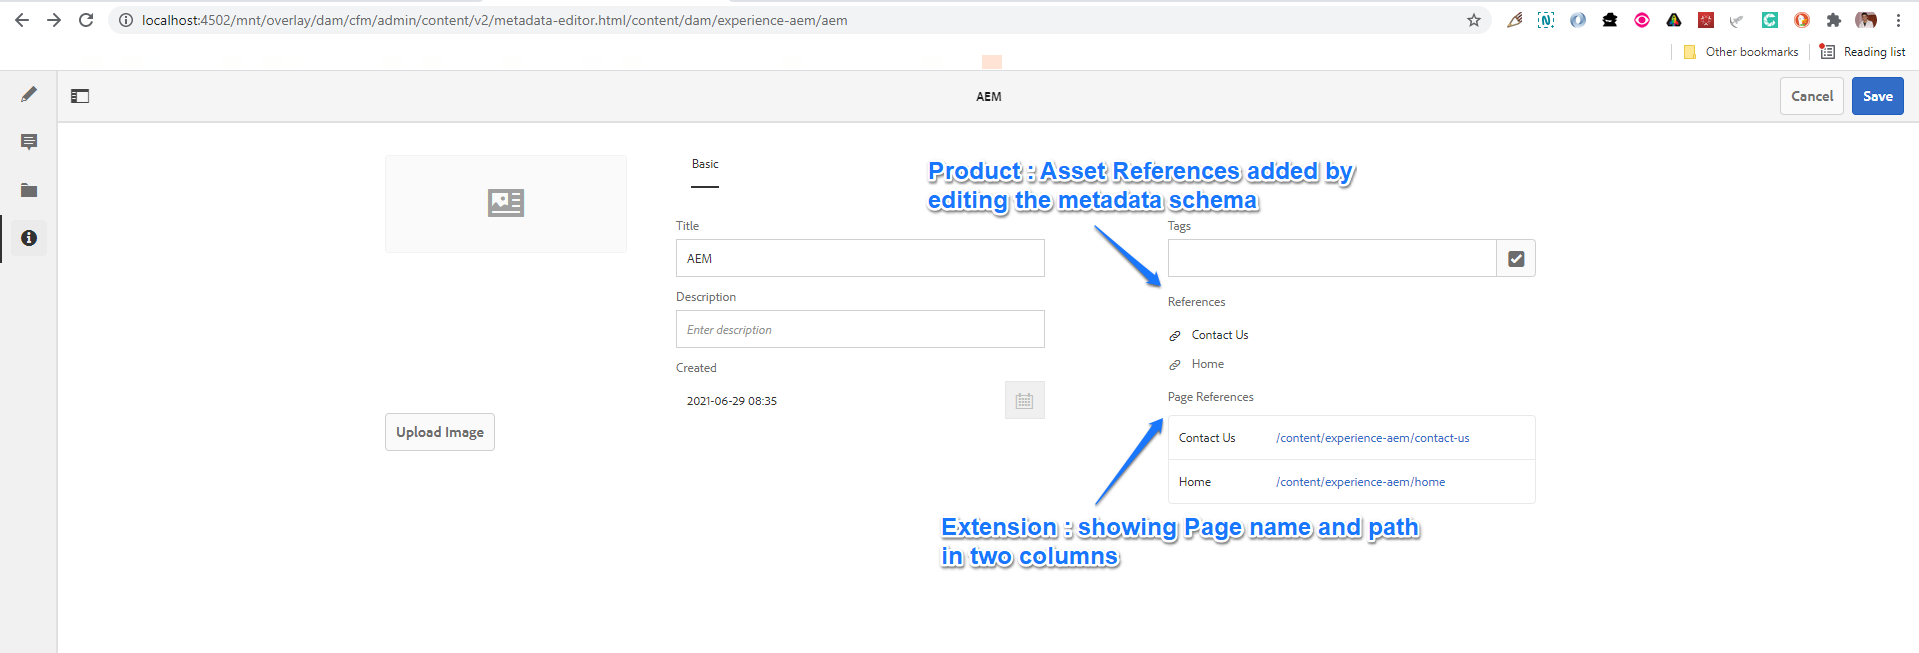 localhost:4502/mnt/overlay/dam/cfm/admin/content/v2/metadata-editor.html/content/dam/experience-aem/aem
Other bookmarks
Reading list
AEM
Cancel
Save
Basic
Product : Asset References added by
editing the metadata schema
Title
AEM
Tags
Description
Enter description
References
Contact Us
Home
Created
2021-06-29 08:35
Page References
Upload Image
Contact Us /content/experience-aem/contact-us
Home /content/experience-aem/home
Extension : showing Page name and path
in two columns